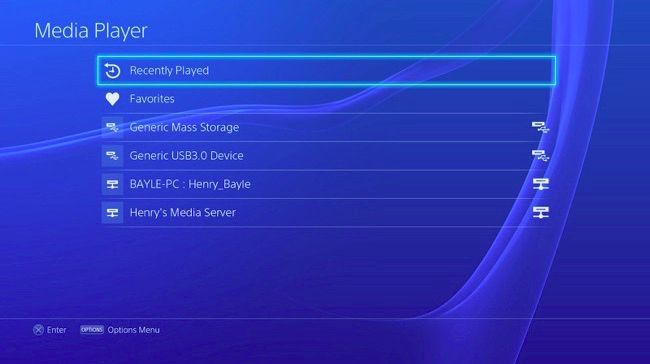 Media Player
Recently Played
Favorites
Generic Mass Storage
Generic USB3.0 Device
BAYLE-PC : Henry_Bayle
Henry's Media Server
Enter OPTIONS Options Menu